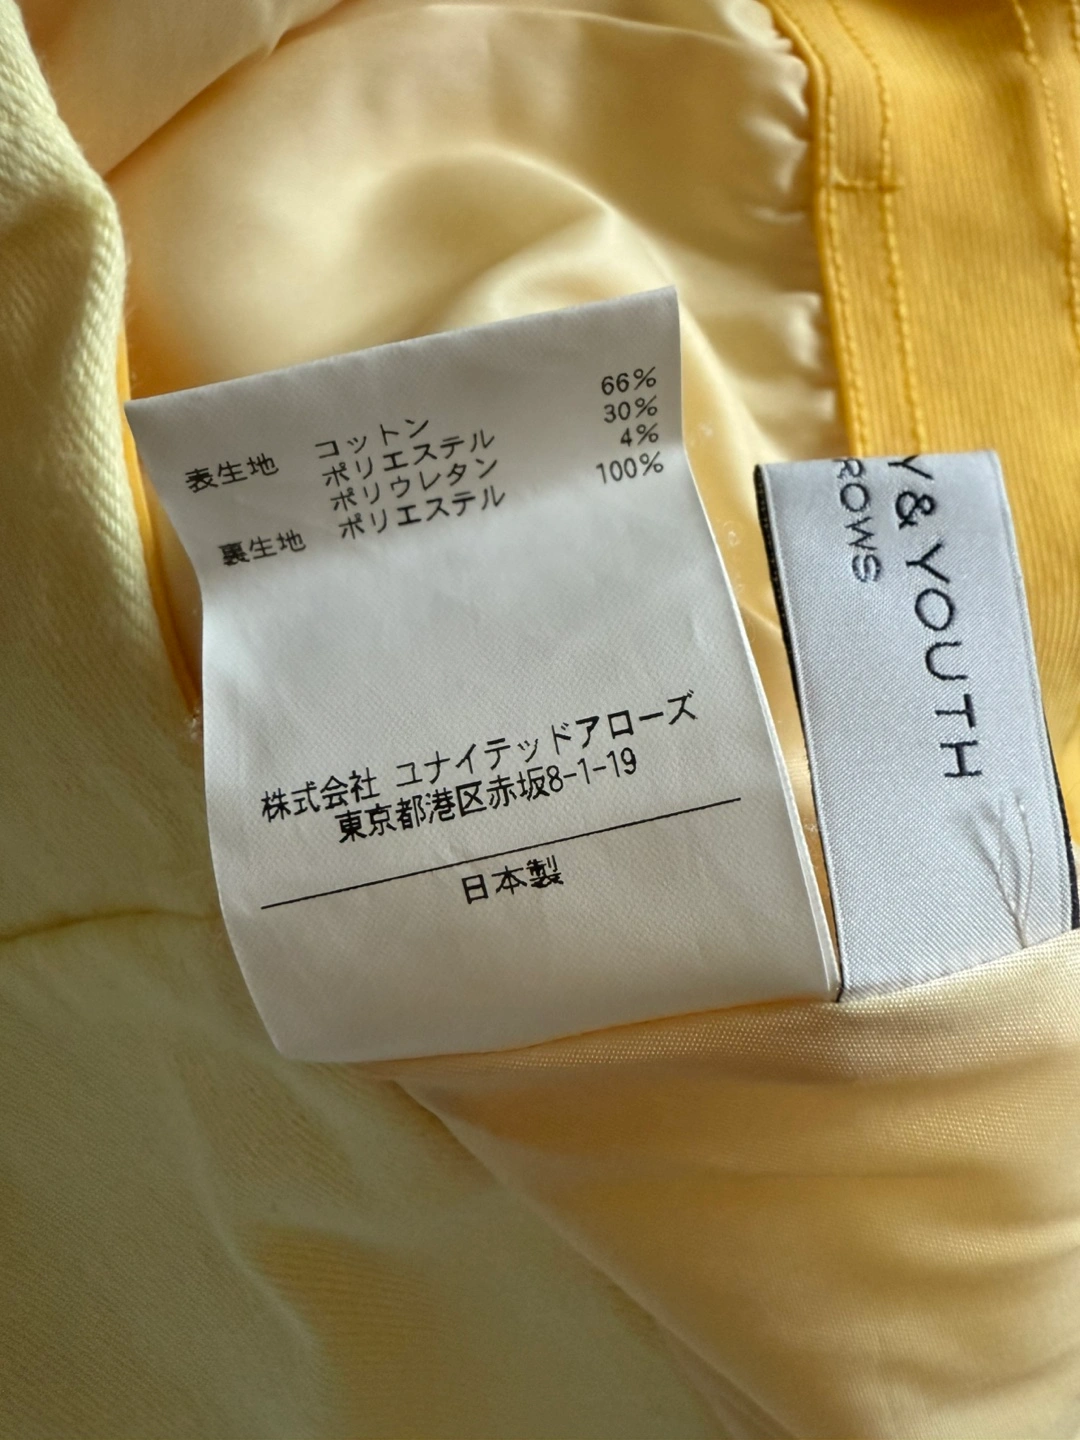 表生地 コットン 66%
ポリエステル 30%
ポリウレタン 4%
裏生地 ポリエステル 100%
株式会社 ユナイテッドアローズ
東京都港区赤坂8-1-19
日本製
Y&YOUTH
ROWS